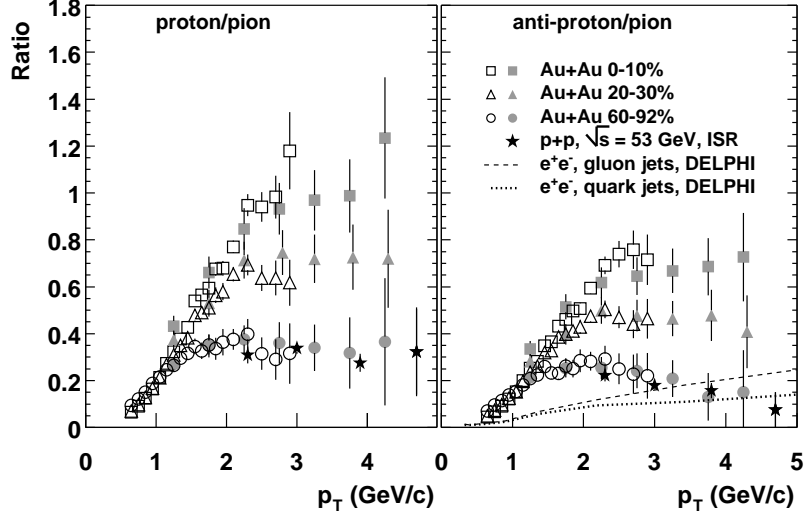 proton/pion
anti-proton/pion
Ratio
1.8
1.6
1.4
1.2
1
0.8
0.6
0.4
0.2
0
Au+Au 0-10%
Au+Au 20-30%
Au+Au 60-92%
p+p, √s = 53 GeV, ISR
e⁺e⁻, gluon jets, DELPHI
e⁺e⁻, quark jets, DELPHI
0 1 2 3 4 0 1 2 3 4 5
p_T (GeV/c)
p_T (GeV/c)